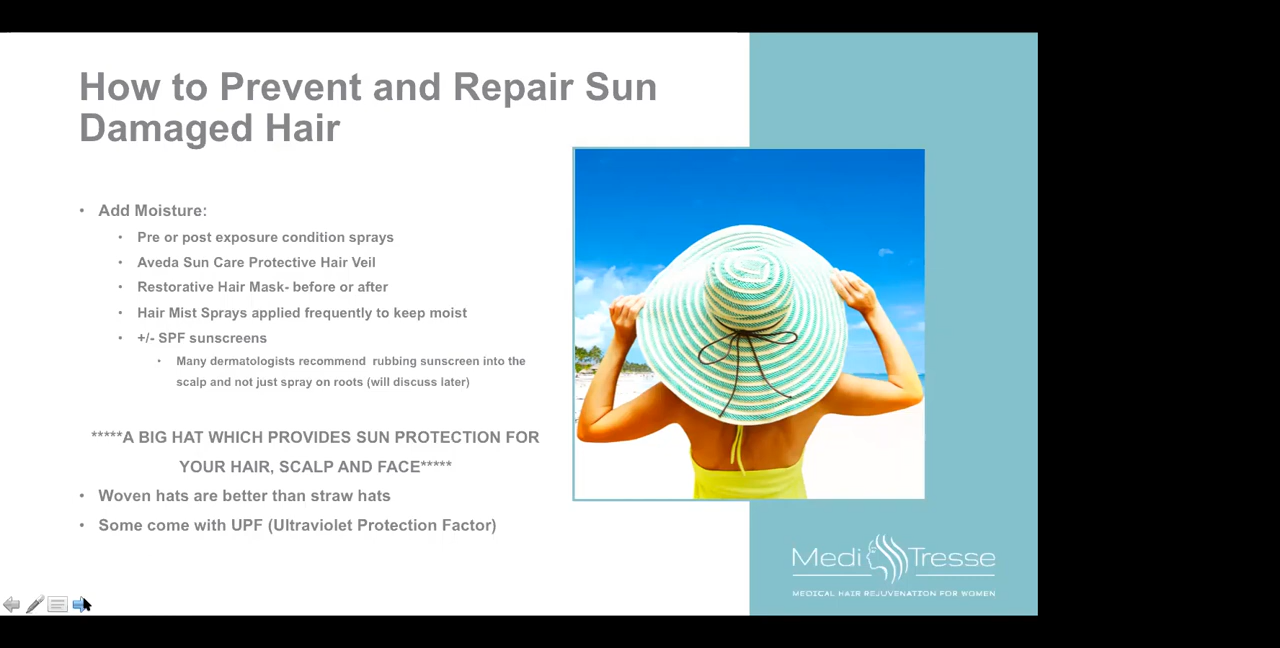 How to Prevent and Repair Sun
Damaged Hair
• Add Moisture:
• Pre or post exposure condition sprays
• Aveda Sun Care Protective Hair Veil
• Restorative Hair Mask- before or after
• Hair Mist Sprays applied frequently to keep moist
• +/- SPF sunscreens
• Many dermatologists recommend rubbing sunscreen into the
scalp and not just spray on roots (will discuss later)
*****A BIG HAT WHICH PROVIDES SUN PROTECTION FOR
YOUR HAIR, SCALP AND FACE*****
• Woven hats are better than straw hats
• Some come with UPF (Ultraviolet Protection Factor)
Medi Tresse
MEDICAL HAIR REJUVENATION FOR WOMEN